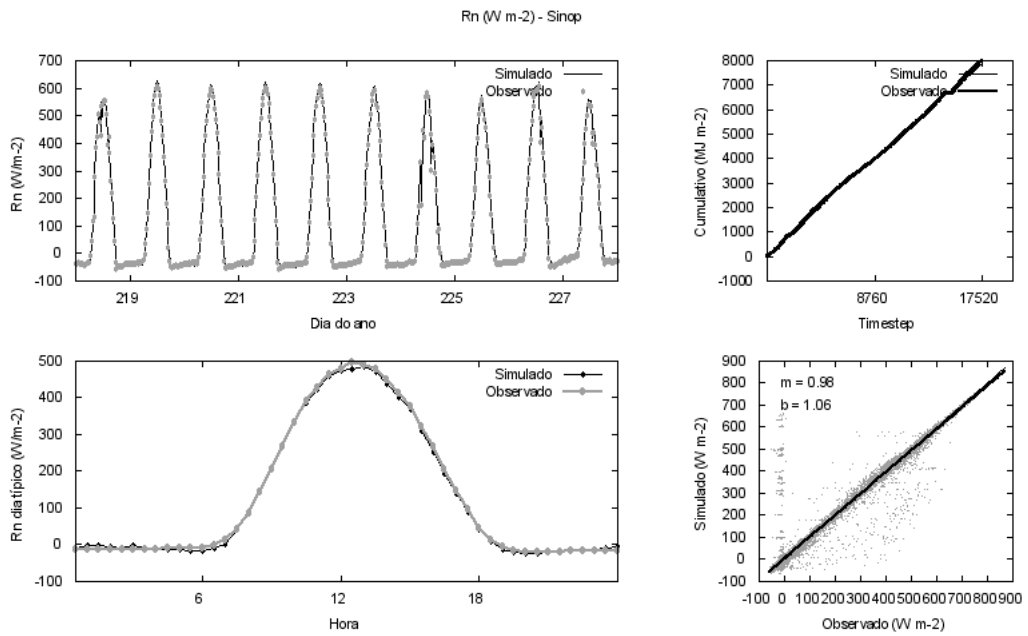 Rn (W m-2) - Sinop
700
600
500
400
300
200
100
0
-100
Rn (W/m-2)
Simulado
Observado
219
221
223
225
227
Dia do ano
8000
7000
6000
5000
4000
3000
2000
1000
0
-1000
Cumulativo (MJ m-2)
Simulado
Observado
8760
17520
Timestep
500
400
300
200
100
0
-100
Rn diatípico (W/m-2)
Simulado
Observado
6
12
18
Hora
900
800
700
600
500
400
300
200
100
0
-100
Simulado (W m-2)
m = 0.98
b = 1.06
-100 0 100 200 300 400 500 600 700 800 900
Observado (W m-2)